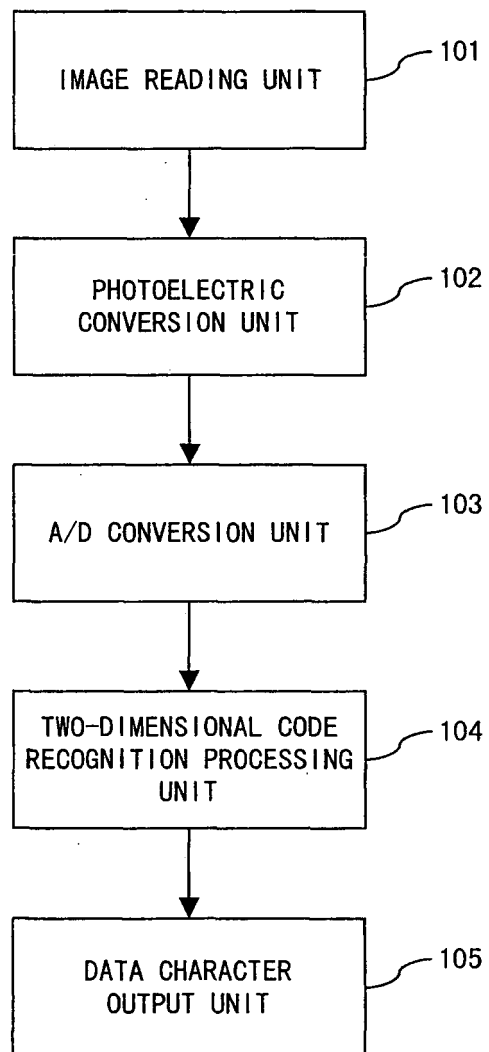 IMAGE READING UNIT
101
PHOTOELECTRIC
CONVERSION UNIT
102
A/D CONVERSION UNIT
103
TWO-DIMENSIONAL CODE
RECOGNITION PROCESSING
UNIT
104
DATA CHARACTER
OUTPUT UNIT
105